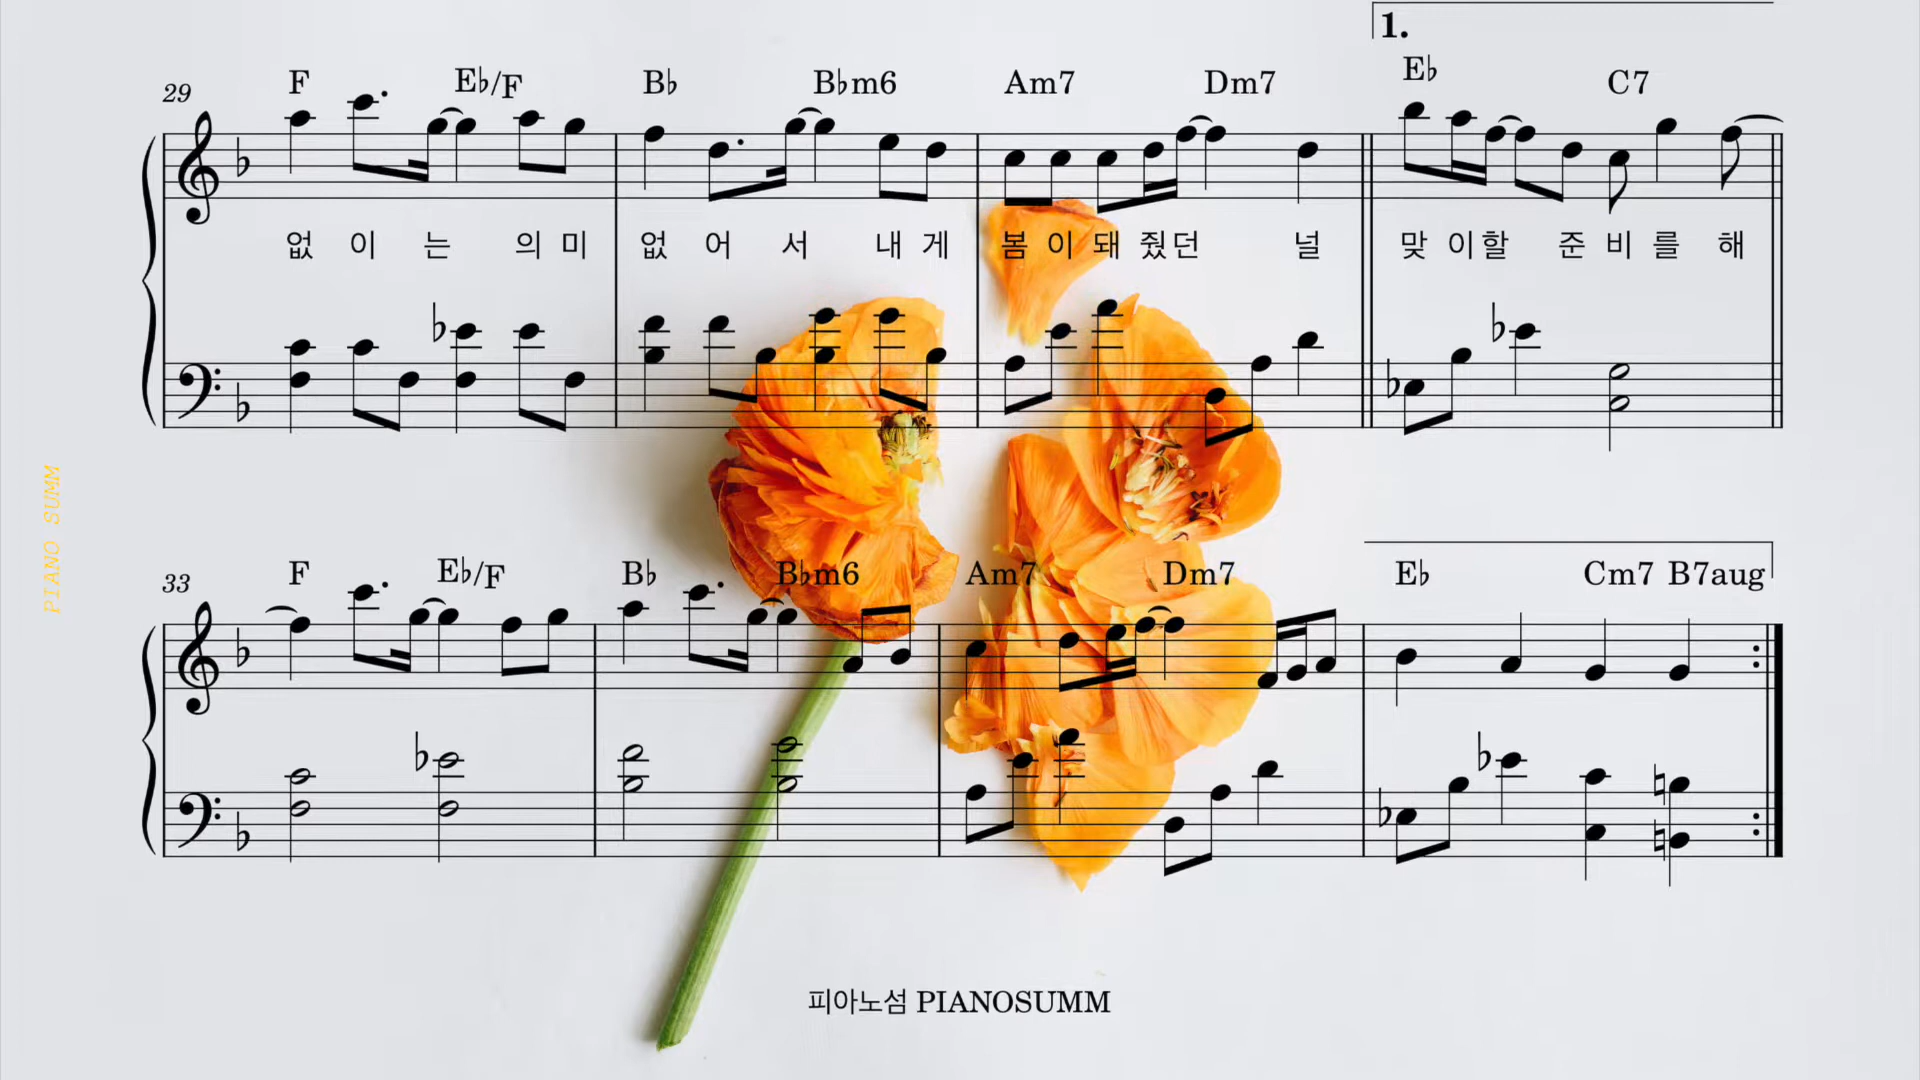 1.
29 F E♭/F B♭ B♭m6 Am7 Dm7 E♭ C7
없 이 는 의 미 없 어 서 내 게 봄 이 돼 줬 던 널 맞 이 할 준 비 를 해
PIANO SUMM
33 F E♭/F B♭ B♭m6 Am7 Dm7 E♭ Cm7 B7aug
피아노섬 PIANOSUMM